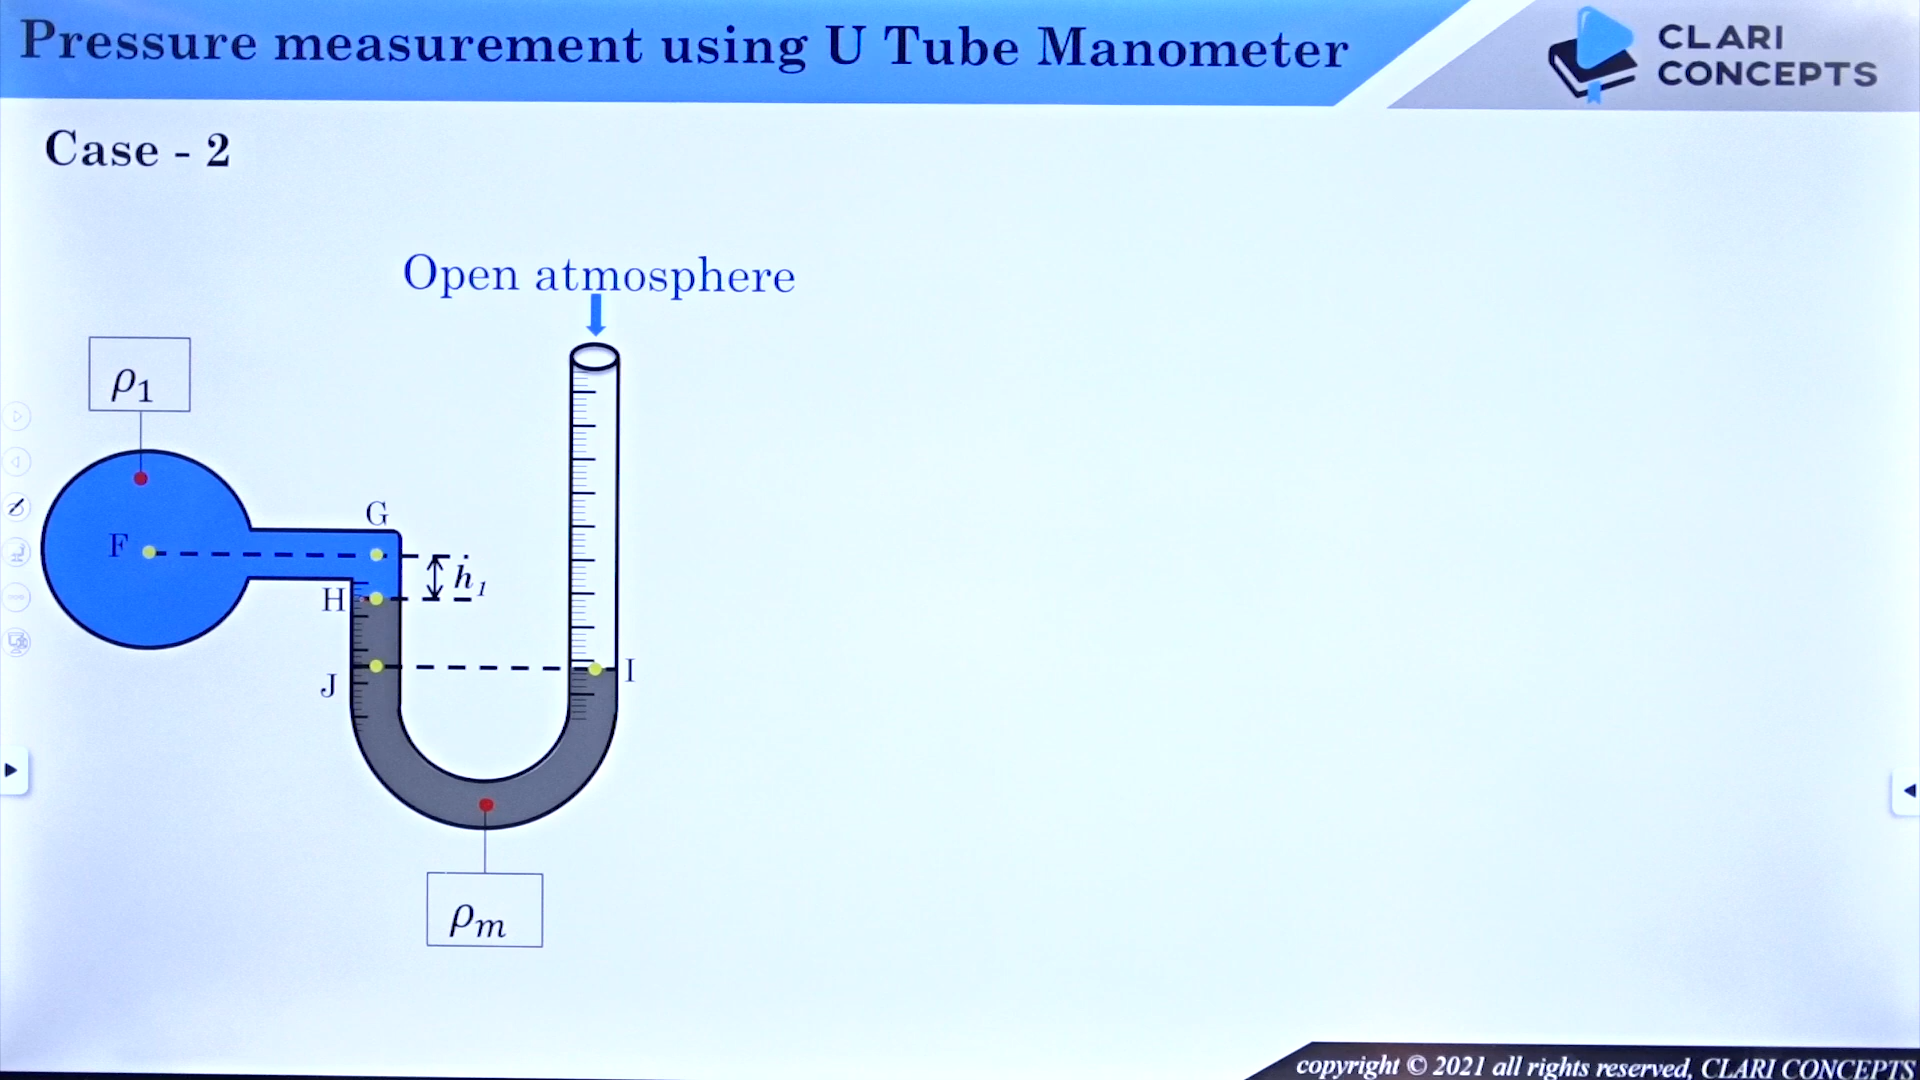 Pressure measurement using U Tube Manometer
CLARI
CONCEPTS
Case - 2
Open atmosphere
ρ₁
G
F
h₁
H
J
I
ρₘ
copyright © 2021 all rights reserved, CLARI CONCEPTS